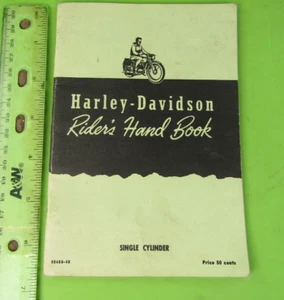 Harley-Davidson
Rider's Hand Book
SINGLE CYLINDER
Price 50 cents
A&W